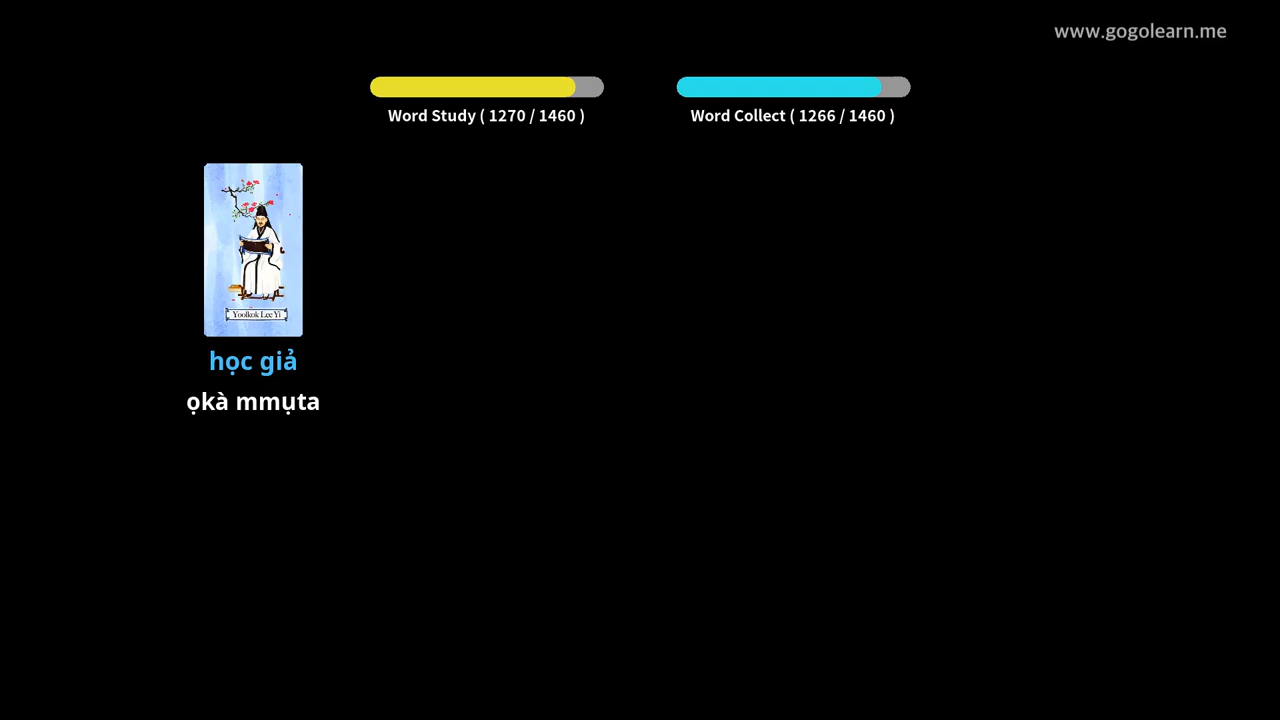 www.gogolearn.me
Word Study ( 1270 / 1460 )
Word Collect ( 1266 / 1460 )
Yoolkok Lee Yi
học giả
ọkà mmụta